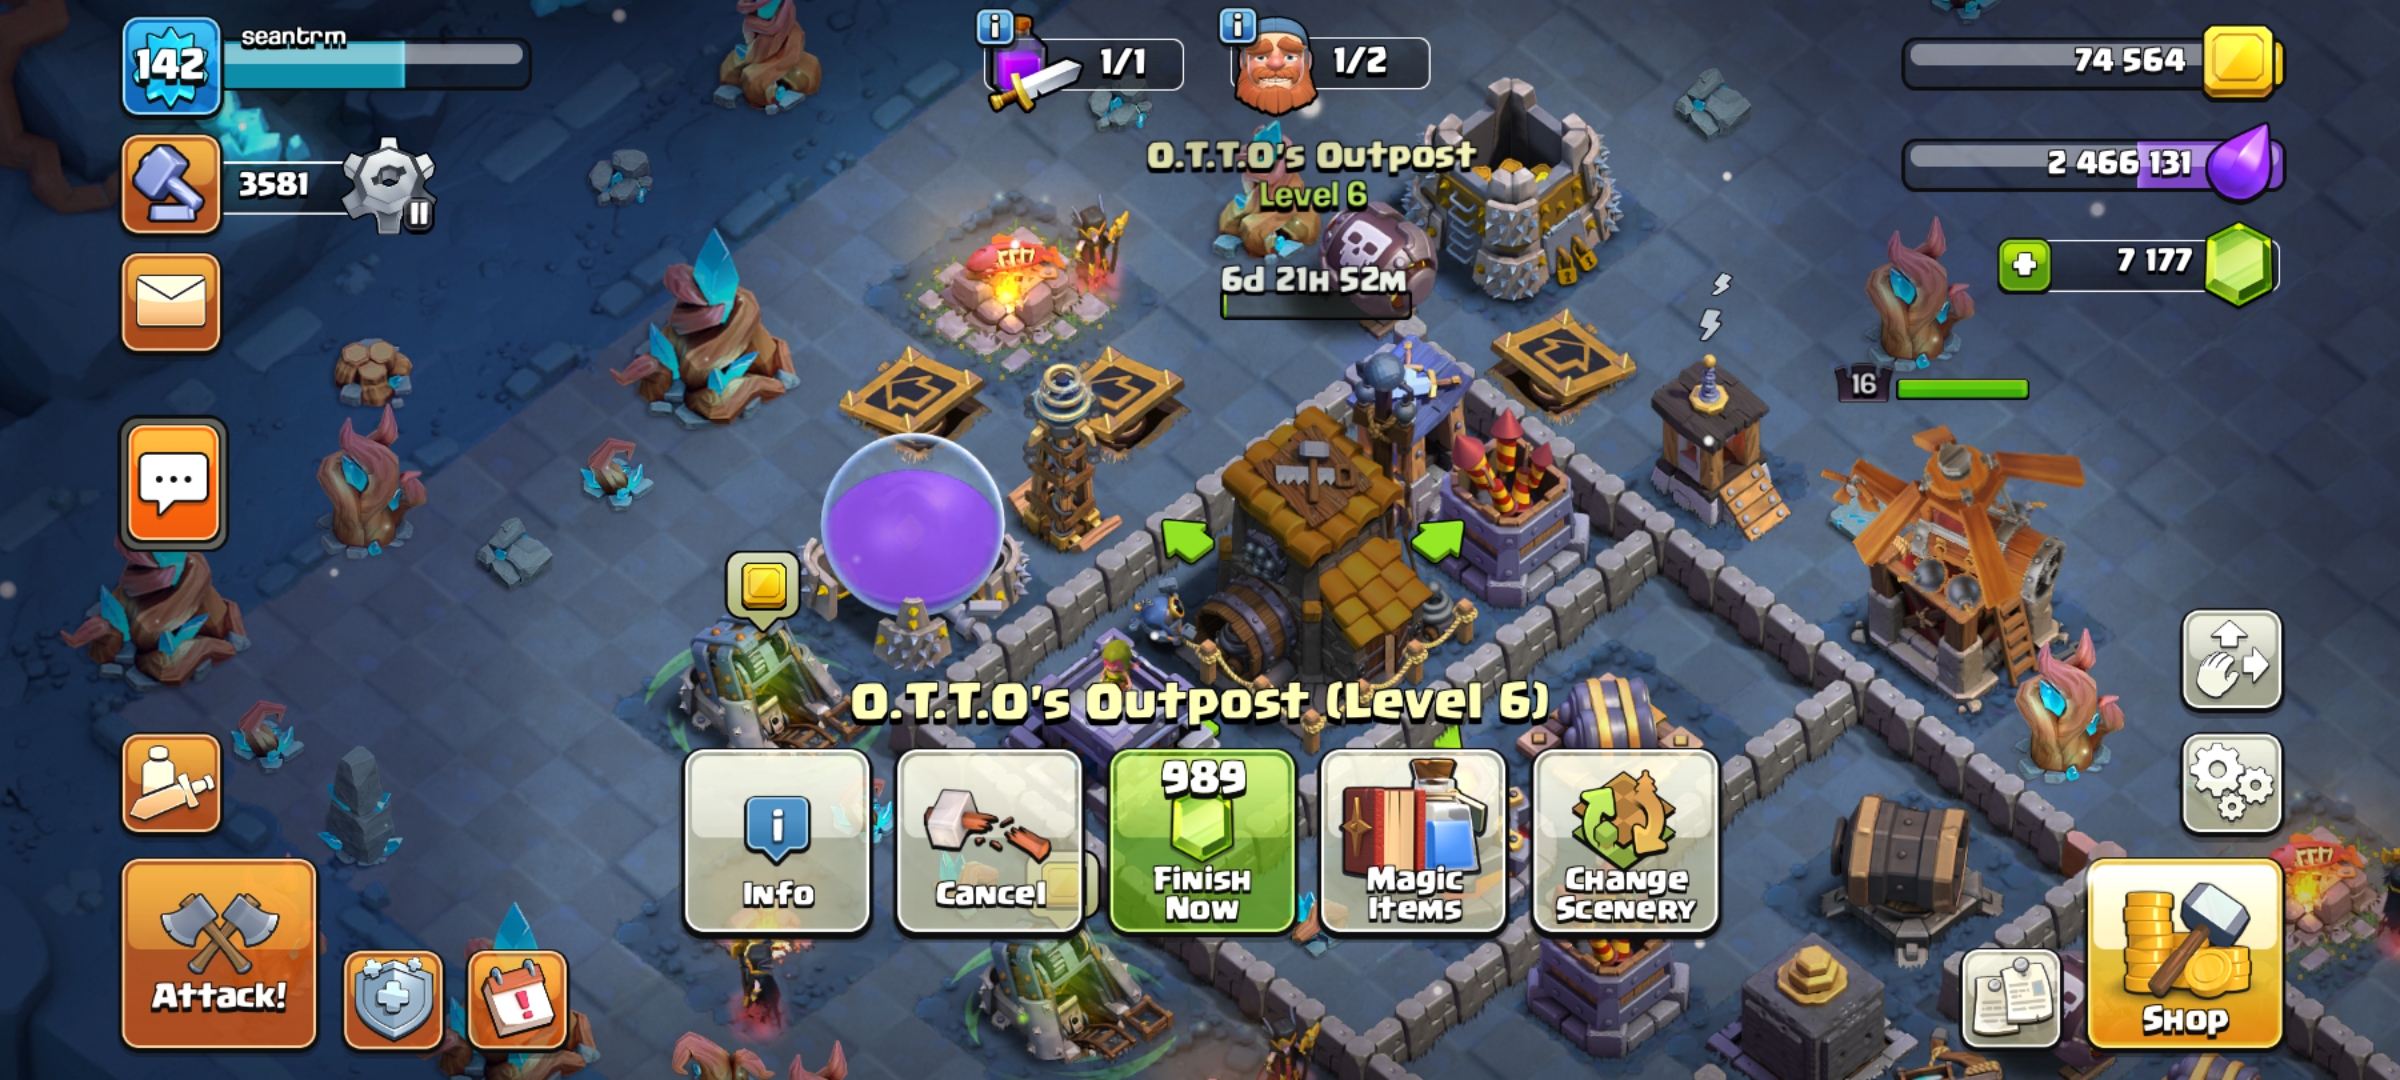 142
seantrm
1/1
1/2
74 564
3581
2 466 131
7 177
O.T.T.O's Outpost
Level 6
6d 21H 52M
16
O.T.T.O's Outpost (Level 6)
Info
Cancel
989
Finish
Now
Magic
Items
Change
Scenery
Attack!
Shop